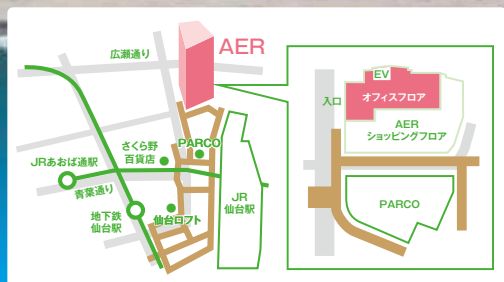 広瀬通り
AER
さくら野
百貨店
PARCO
JRあおば通駅
青葉通り
地下鉄
仙台駅
仙台ロフト
JR
仙台駅
EV
入口
オフィスフロア
AER
ショッピングフロア
PARCO